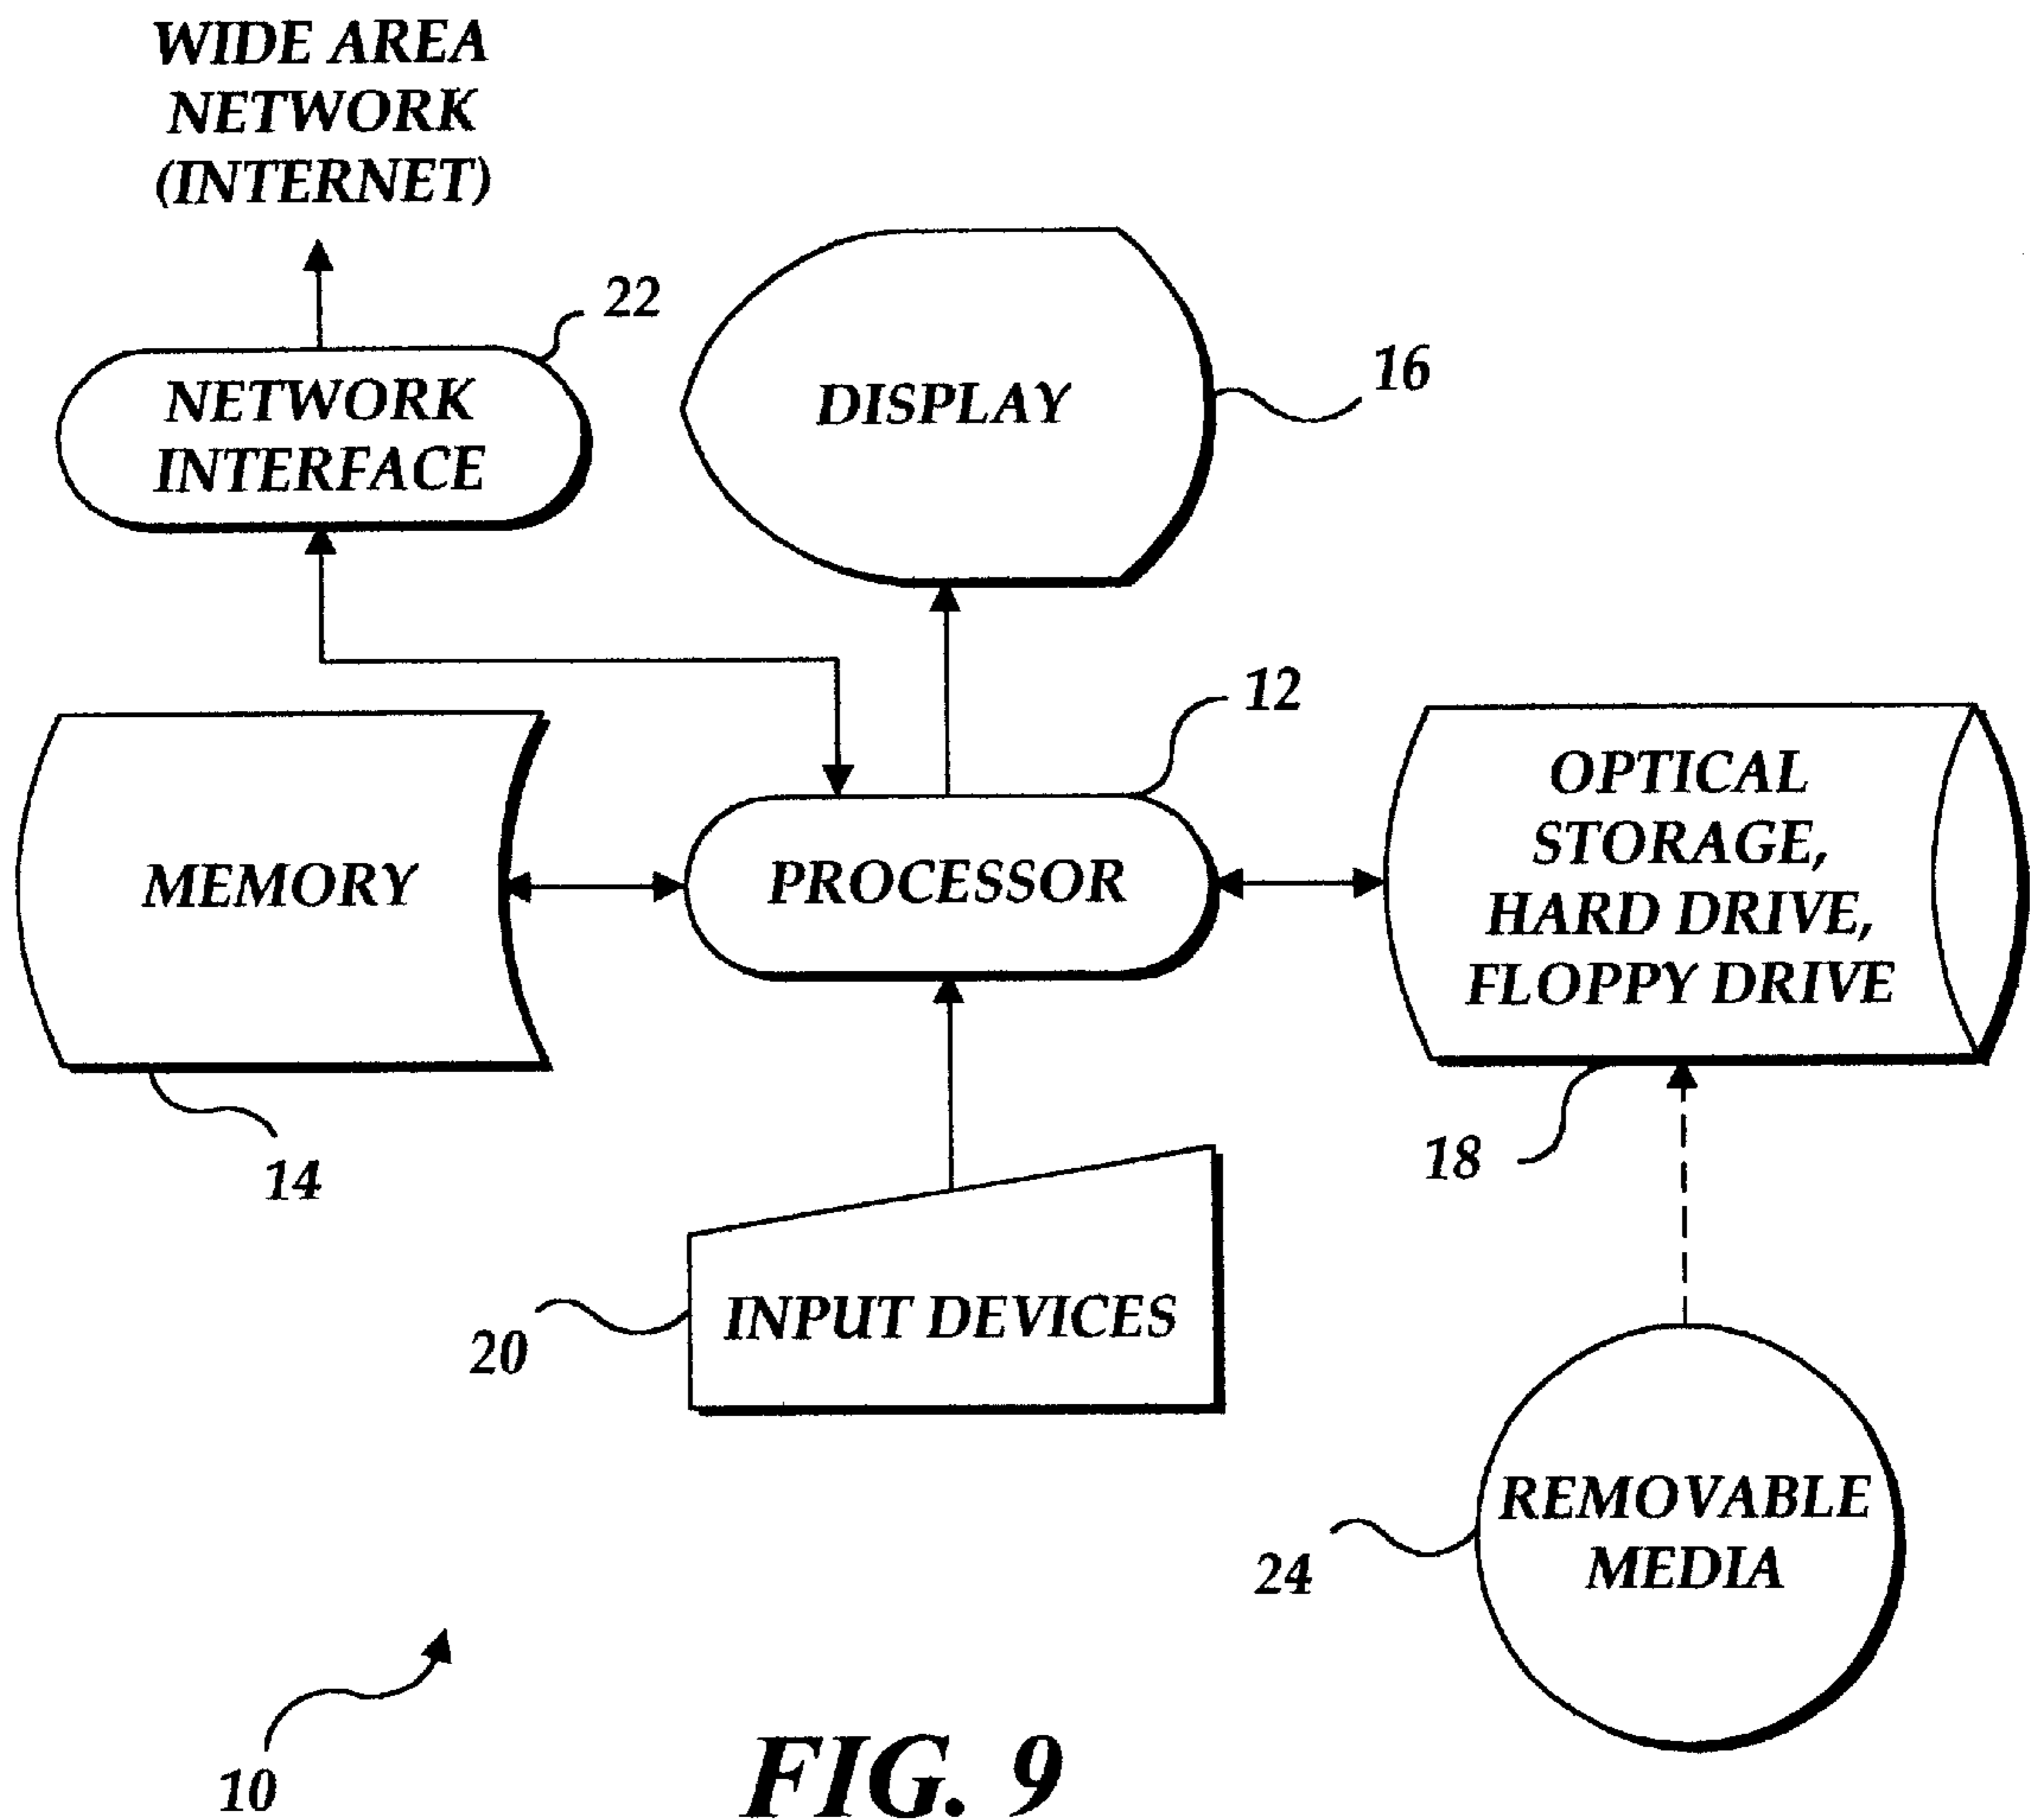 WIDE AREA
NETWORK
(INTERNET)
22
NETWORK
INTERFACE
DISPLAY
16
12
MEMORY
PROCESSOR
OPTICAL
STORAGE,
HARD DRIVE,
FLOPPY DRIVE
14
18
20
INPUT DEVICES
24
REMOVABLE
MEDIA
10
FIG. 9